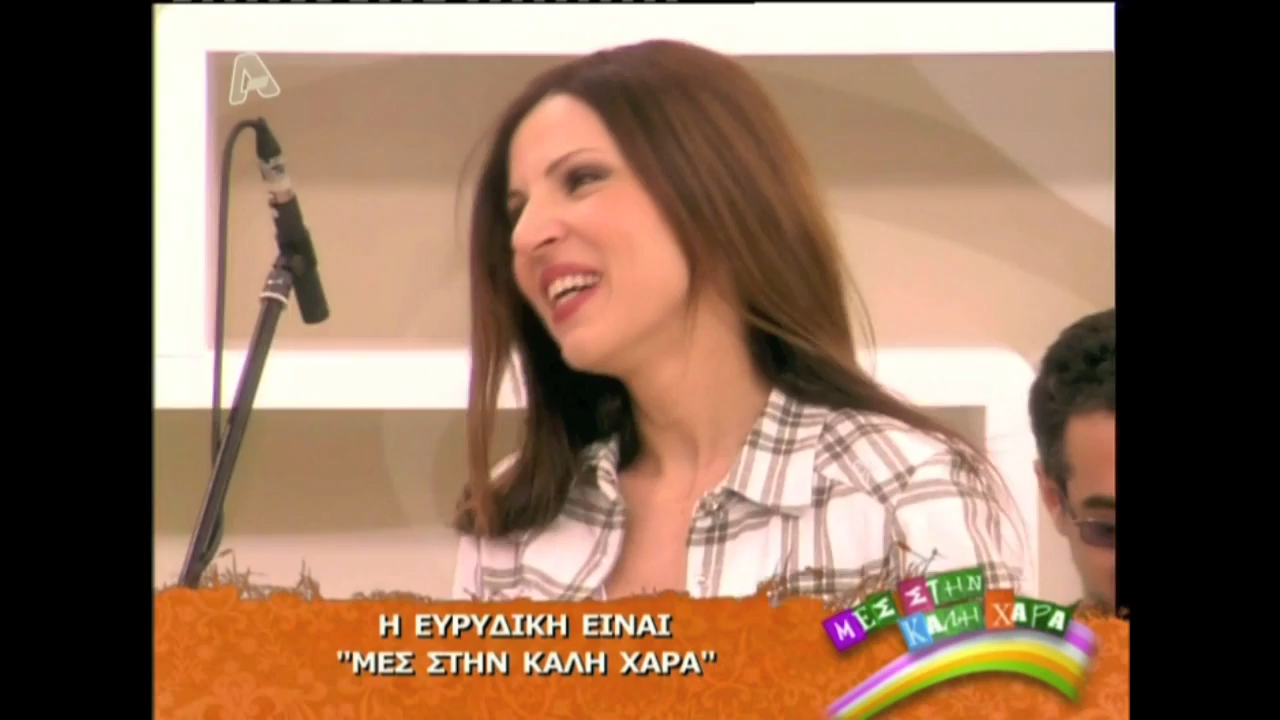 Η ΕΥΡΥΔΙΚΗ ΕΙΝΑΙ
"ΜΕΣ ΣΤΗΝ ΚΑΛΗ ΧΑΡΑ"
ΜΕΣ ΣΤΗΝ
ΚΑΛΗ ΧΑΡΑ